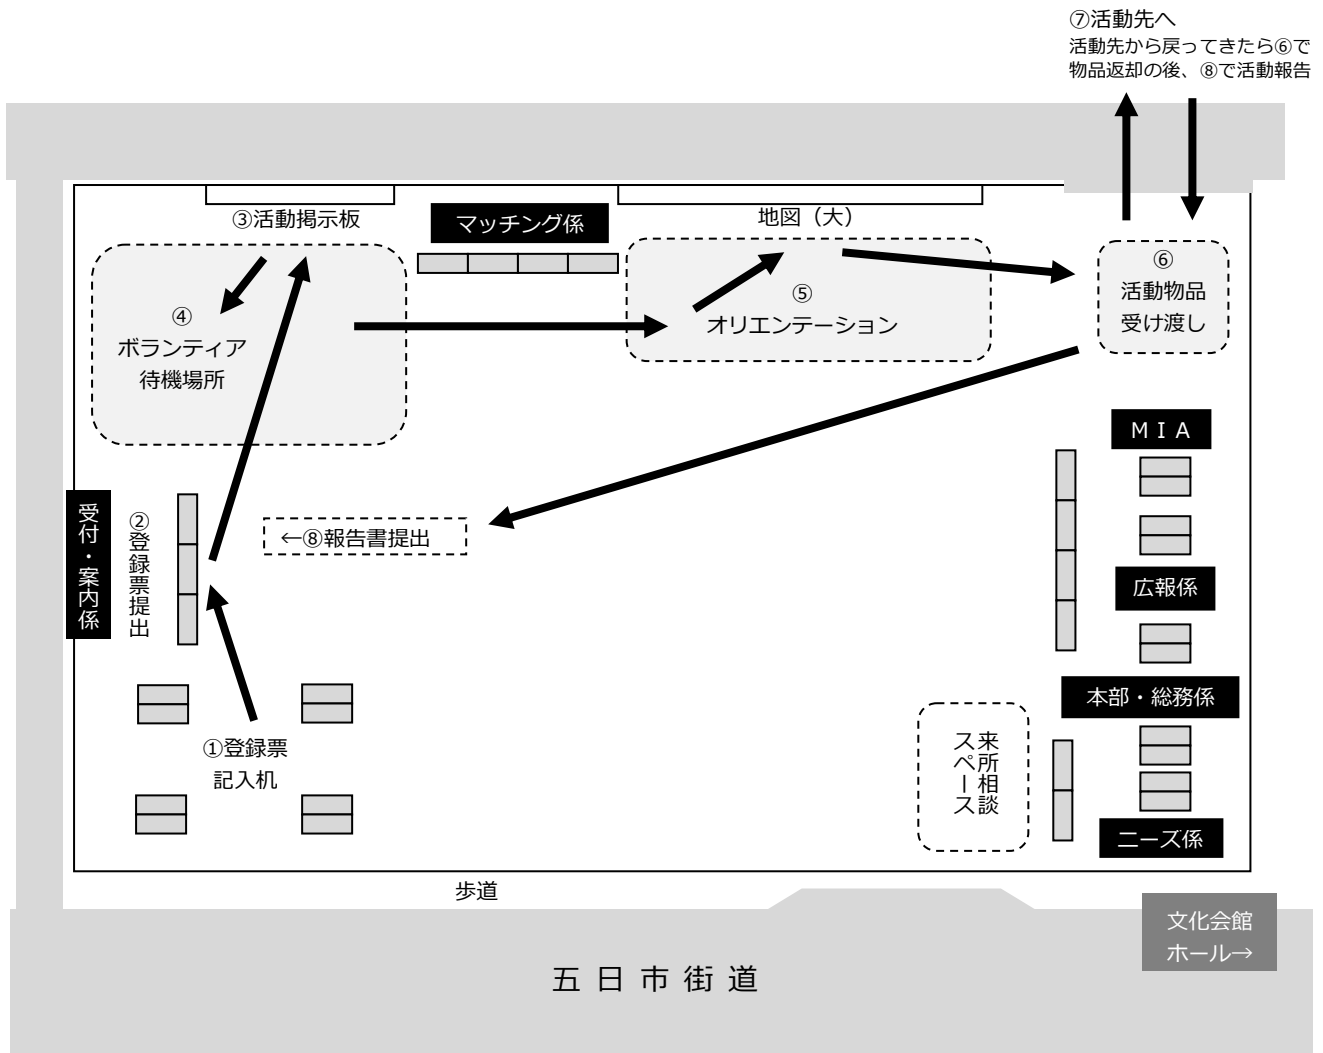 ⑦活動先へ
活動先から戻ってきたら⑥で
物品返却の後、⑧で活動報告
③活動掲示板
マッチング係
地図（大）
④
ボランティア
待機場所
⑤
オリエンテーション
⑥
活動物品
受け渡し
ＭＩＡ
受付・案内係
②登録票提出
←⑧報告書提出
広報係
本部・総務係
①登録票
記入机
来所相談
スペース
ニーズ係
歩道
文化会館
ホール→
五日市街道